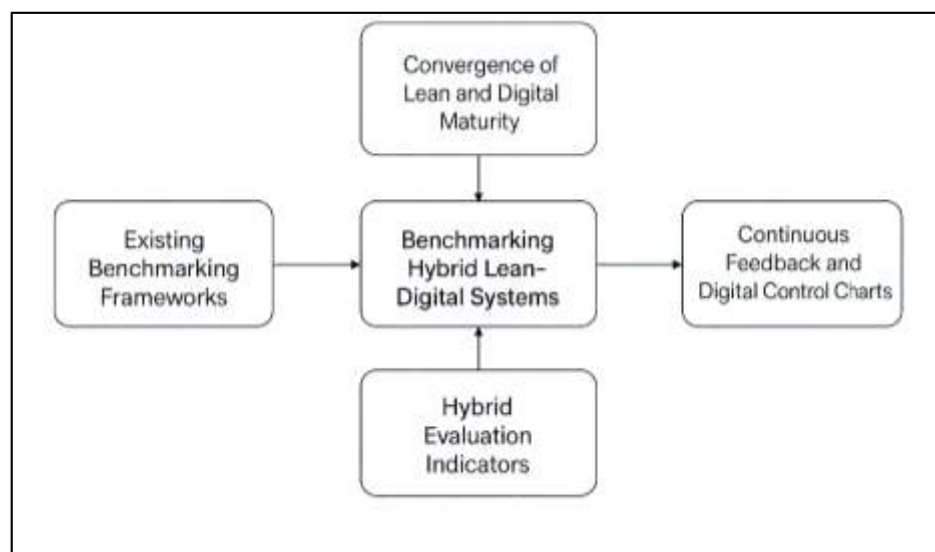 Convergence of
Lean and Digital
Maturity
Existing
Benchmarking
Frameworks
Benchmarking
Hybrid Lean–
Digital Systems
Continuous
Feedback and
Digital Control Charts
Hybrid
Evaluation
Indicators